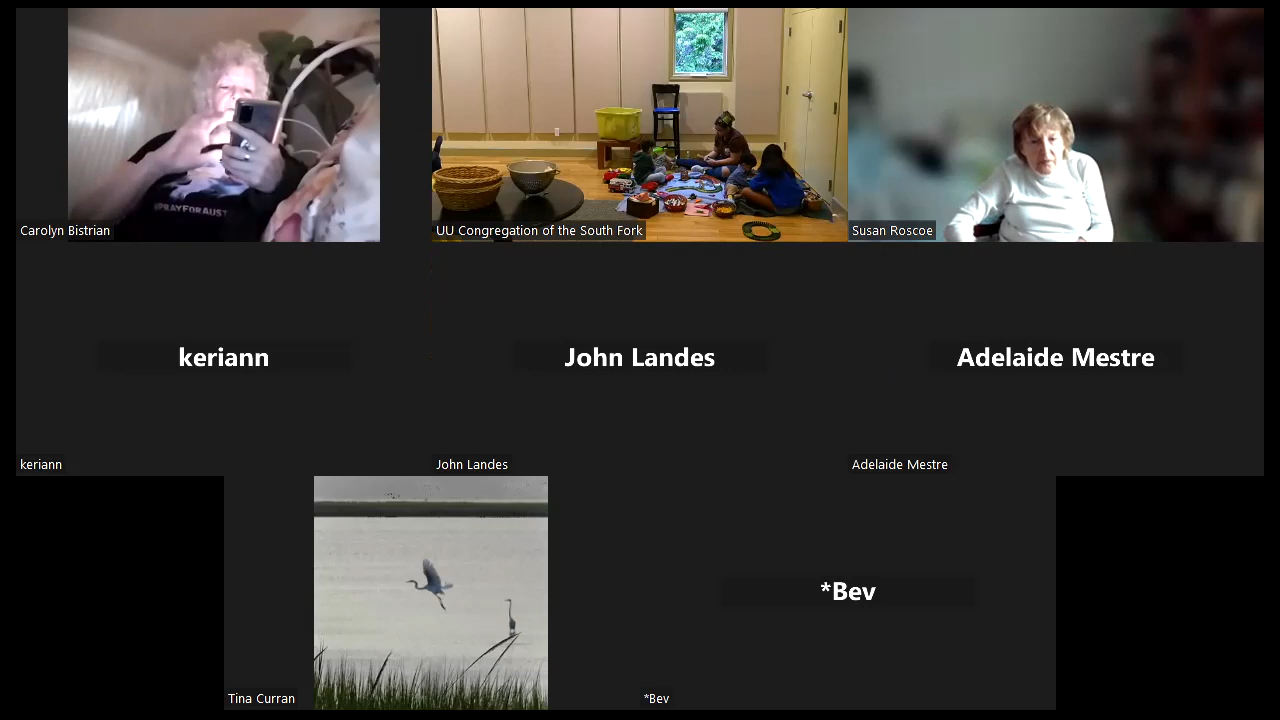 @PRAYFORAUST
Carolyn Bistrian
UU Congregation of the South Fork
Susan Roscoe
keriann
John Landes
Adelaide Mestre
keriann
John Landes
Adelaide Mestre
*Bev
Tina Curran
*Bev